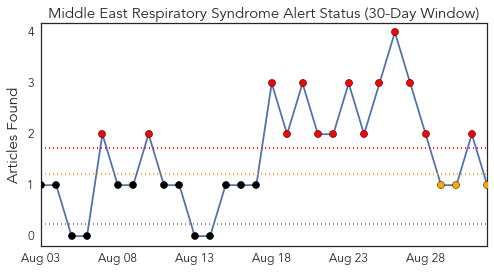 Middle East Respiratory Syndrome Alert Status (30-Day Window)
Articles Found
4
3
2
1
0
Aug 03 Aug 08 Aug 13 Aug 18 Aug 23 Aug 28